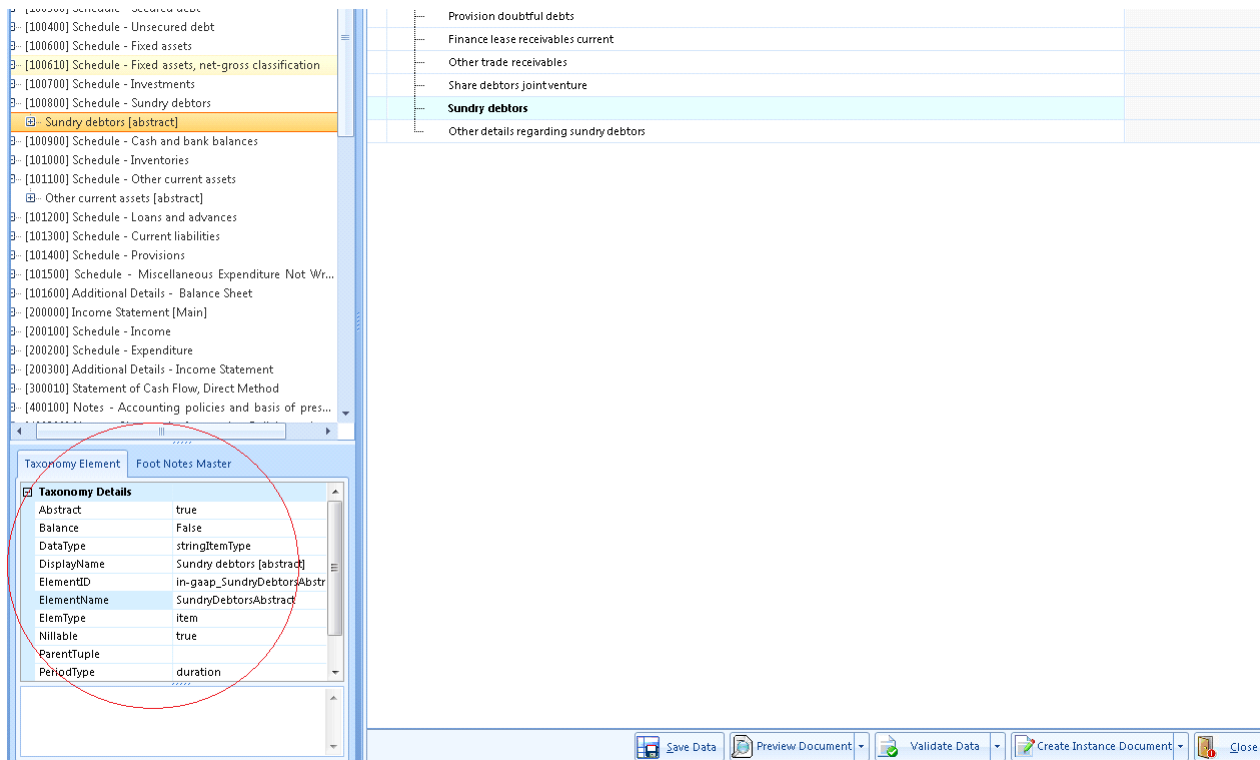 [100400] Schedule - Unsecured debt
[100600] Schedule - Fixed assets
[100610] Schedule - Fixed assets, net-gross classification
[100700] Schedule - Investments
[100800] Schedule - Sundry debtors
Sundry debtors [abstract]
[100900] Schedule - Cash and bank balances
[101000] Schedule - Inventories
[101100] Schedule - Other current assets
Other current assets [abstract]
[101200] Schedule - Loans and advances
[101300] Schedule - Current liabilities
[101400] Schedule - Provisions
[101500] Schedule - Miscellaneous Expenditure Not Wr...
[101600] Additional Details - Balance Sheet
[200000] Income Statement [Main]
[200100] Schedule - Income
[200200] Schedule - Expenditure
[200300] Additional Details - Income Statement
[300010] Statement of Cash Flow, Direct Method
[400100] Notes - Accounting policies and basis of pres...
Taxonomy Element Foot Notes Master
Taxonomy Details
Abstract true
Balance False
DataType stringItemType
DisplayName Sundry debtors [abstract]
ElementID in-gaap_SundryDebtorsAbstr
ElementName SundryDebtorsAbstract
ElemType item
Nillable true
ParentTuple
PeriodType duration
Provision doubtful debts
Finance lease receivables current
Other trade receivables
Share debtors joint venture
Sundry debtors
Other details regarding sundry debtors
Save Data Preview Document Validate Data Create Instance Document Close